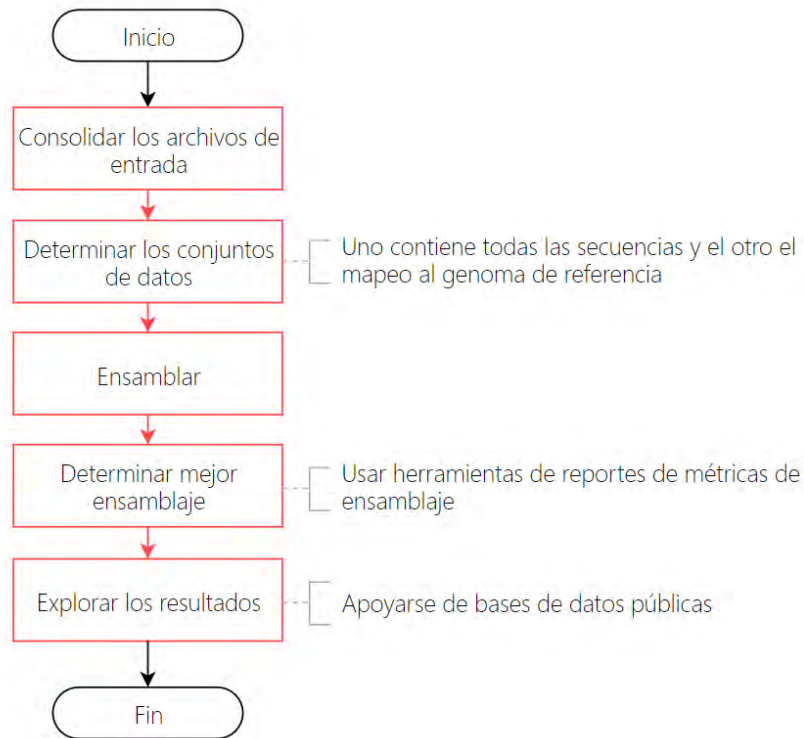 Inicio
Consolidar los archivos de
entrada
Determinar los conjuntos
de datos
Uno contiene todas las secuencias y el otro el
mapeo al genoma de referencia
Ensamblar
Determinar mejor
ensamblaje
Usar herramientas de reportes de métricas de
ensamblaje
Explorar los resultados
Apoyarse de bases de datos públicas
Fin